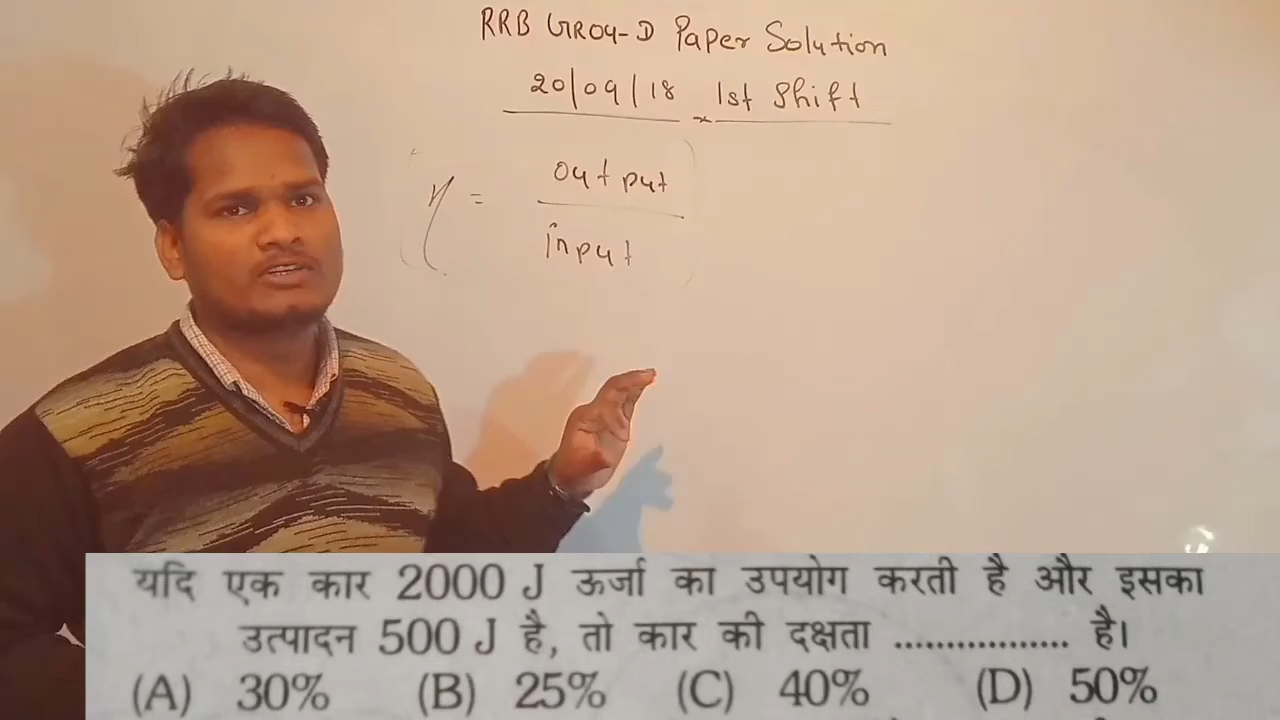 RRB GROU-D Paper Solution
20/09/18 1st Shift
η = output
input
यदि एक कार 2000 J ऊर्जा का उपयोग करती है और इसका
उत्पादन 500 J है, तो कार की दक्षता ................ है।
(A) 30% (B) 25% (C) 40% (D) 50%